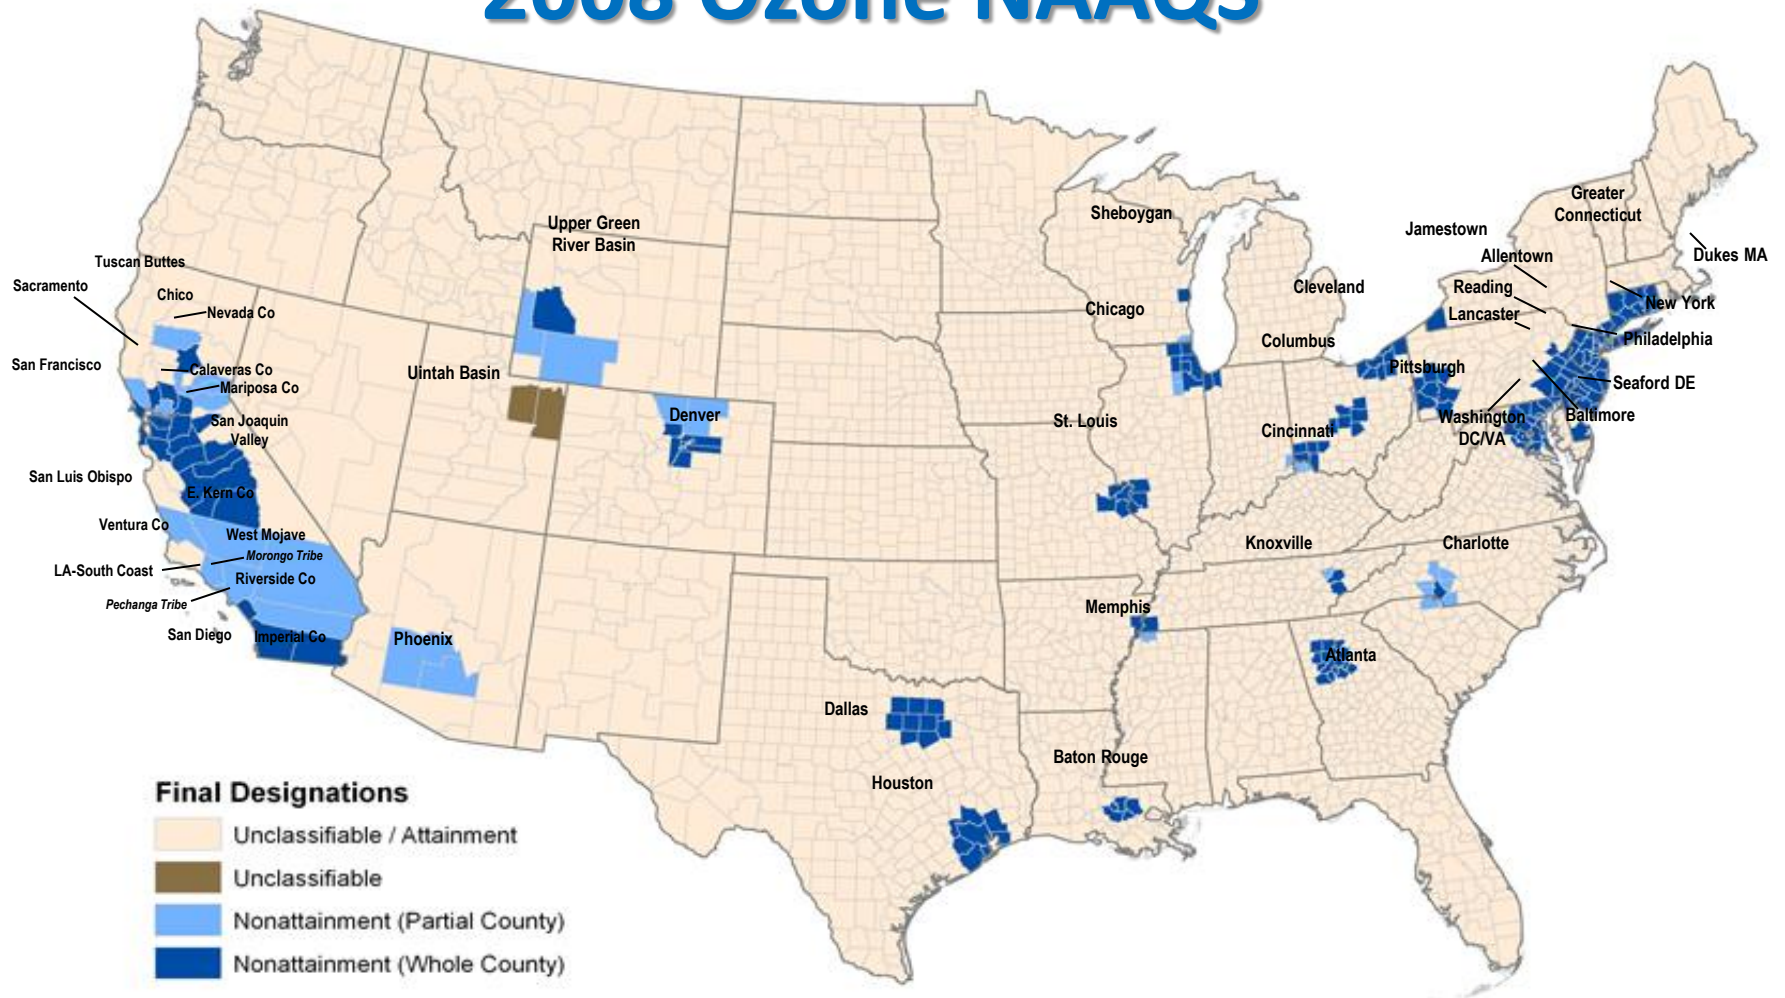 2008 Ozone NAAQS
Greater
Connecticut
Sheboygan
Upper Green
River Basin
Jamestown
Dukes MA
Allentown
Tuscan Buttes
Sacramento
Chico
Nevada Co
Cleveland
Reading
New York
Chicago
Lancaster
Columbus
Philadelphia
San Francisco
Calaveras Co
Mariposa Co
Uintah Basin
Pittsburgh
Seaford DE
San Joaquin
Valley
Denver
St. Louis
Cincinnati
Washington
DC/VA
Baltimore
San Luis Obispo
E. Kern Co
Ventura Co
West Mojave
Morongo Tribe
Knoxville
Charlotte
LA-South Coast
Riverside Co
Pechanga Tribe
Memphis
San Diego
Imperial Co
Phoenix
Atlanta
Dallas
Baton Rouge
Houston
Final Designations
Unclassifiable / Attainment
Unclassifiable
Nonattainment (Partial County)
Nonattainment (Whole County)